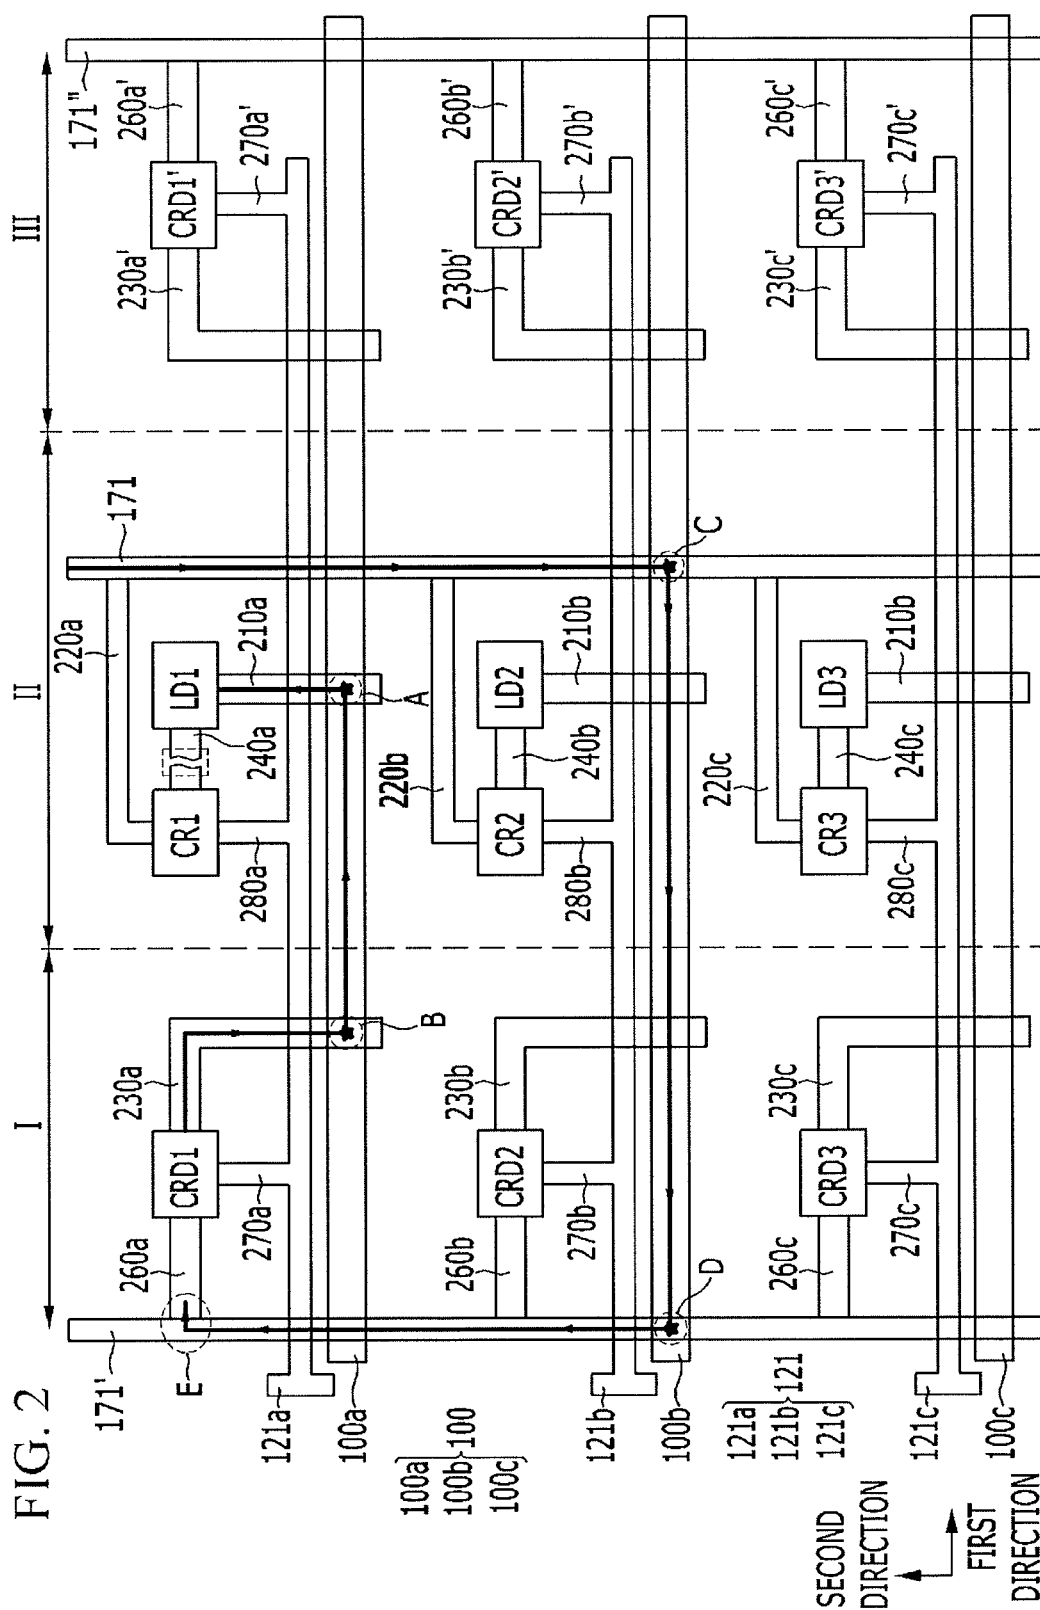 FIG. 2
I
II
III
171'
260a
230a
220a
171
230a'
260a'
171"
E
CRD1
CR1
LD1
CRD1'
270a
280a
240a
210a
270a'
121a
100a
B
A
100a
100b
100c
100
260b
230b
220b
230b'
260b'
CRD2
CR2
LD2
CRD2'
270b
280b
240b
210b
270b'
121b
100b
D
C
121a
121b
121c
121
260c
230c
220c
230c'
260c'
CRD3
CR3
LD3
CRD3'
270c
280c
240c
210b
270c'
121c
100c
SECOND
DIRECTION
FIRST
DIRECTION